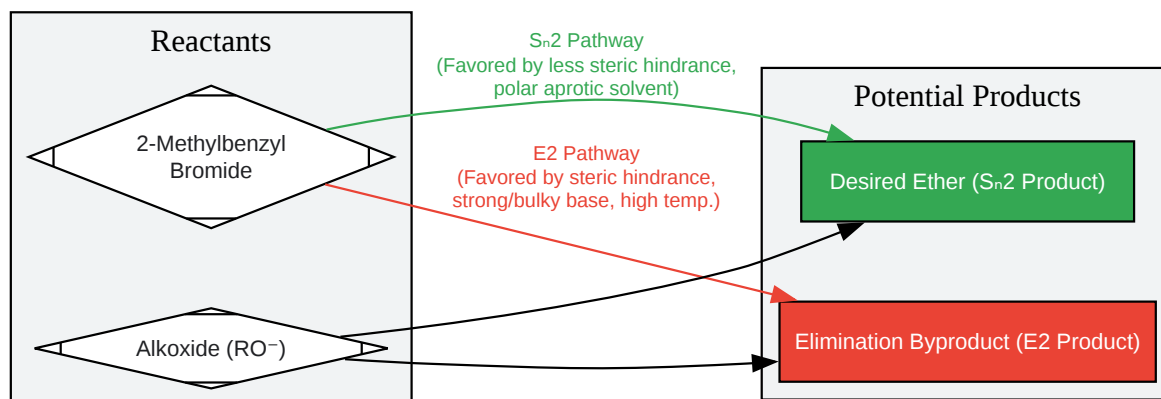 Reactants
2-Methylbenzyl
Bromide
Alkoxide (RO⁻)
Sₙ2 Pathway
(Favored by less steric hindrance,
polar aprotic solvent)
E2 Pathway
(Favored by steric hindrance,
strong/bulky base, high temp.)
Potential Products
Desired Ether (Sₙ2 Product)
Elimination Byproduct (E2 Product)